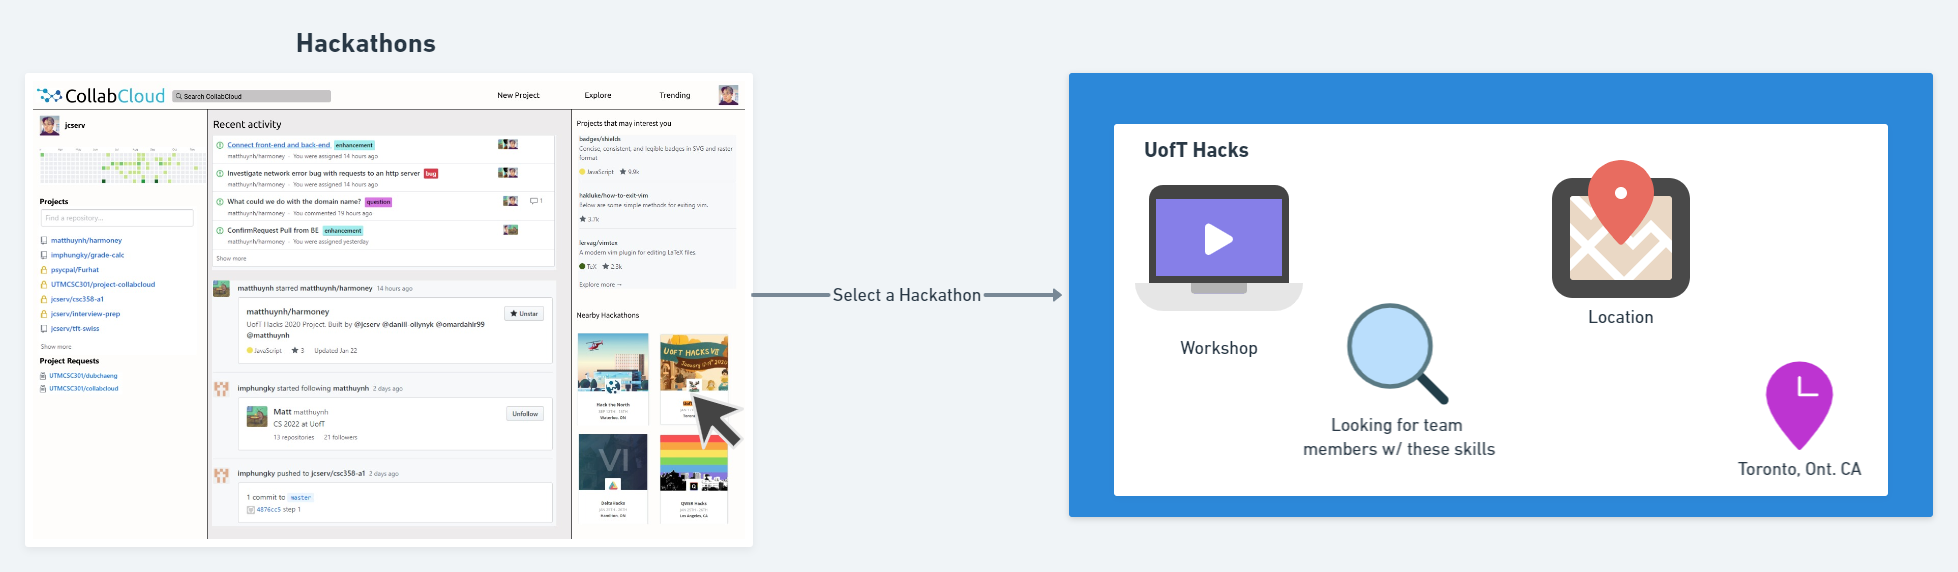 Hackathons
CollabCloud
Search CollabCloud
New Project
Explore
Trending
jcserv
Projects
Find a repository...
matthuynh/harmoney
imphungky/grade-calc
psycpal/Furhat
UTMCSC301/project-collabcloud
jcserv/csc358-a1
jcserv/interview-prep
jcserv/tft-swiss
Show more
Project Requests
UTMCSC301/dubchaeng
UTMCSC301/collabcloud
Recent activity
Connect front-end and back-end enhancement
matthuynh/harmoney · You were assigned 14 hours ago
Investigate network error bug with requests to an http server bug
matthuynh/harmoney · You were assigned 14 hours ago
What could we do with the domain name? question
1
matthuynh/harmoney · You commented 19 hours ago
ConfirmRequest Pull from BE enhancement
matthuynh/harmoney · You were assigned yesterday
Show more
matthuynh starred matthuynh/harmoney 14 hours ago
matthuynh/harmoney
Unstar
UofT Hacks 2020 Project. Built by @jcserv @daniil-oliynyk @omardahir99
@matthuynh
JavaScript ★ 3 Updated Jan 22
imphungky started following matthuynh 2 days ago
Matt matthuynh
Unfollow
CS 2022 at UofT
13 repositories · 21 followers
imphungky pushed to jcserv/csc358-a1 2 days ago
1 commit to master
4876cc5 step 1
Projects that may interest you
badges/shields
Concise, consistent, and legible badges in SVG and raster
format
JavaScript ★ 9.9k
hakluke/how-to-exit-vim
Below are some simple methods for exiting vim.
★ 3.7k
lervag/vimtex
A modern vim plugin for editing LaTeX files.
TeX ★ 2.3k
Explore more →
Nearby Hackathons
UOFT HACKS VII
January 17-19th 2020
Hack the North
Waterloo, ON
Toronto
VI
Delta Hacks
Hamilton, ON
QWER Hacks
Los Angeles, CA
Select a Hackathon
UofT Hacks
Workshop
Looking for team
members w/ these skills
Location
Toronto, Ont. CA